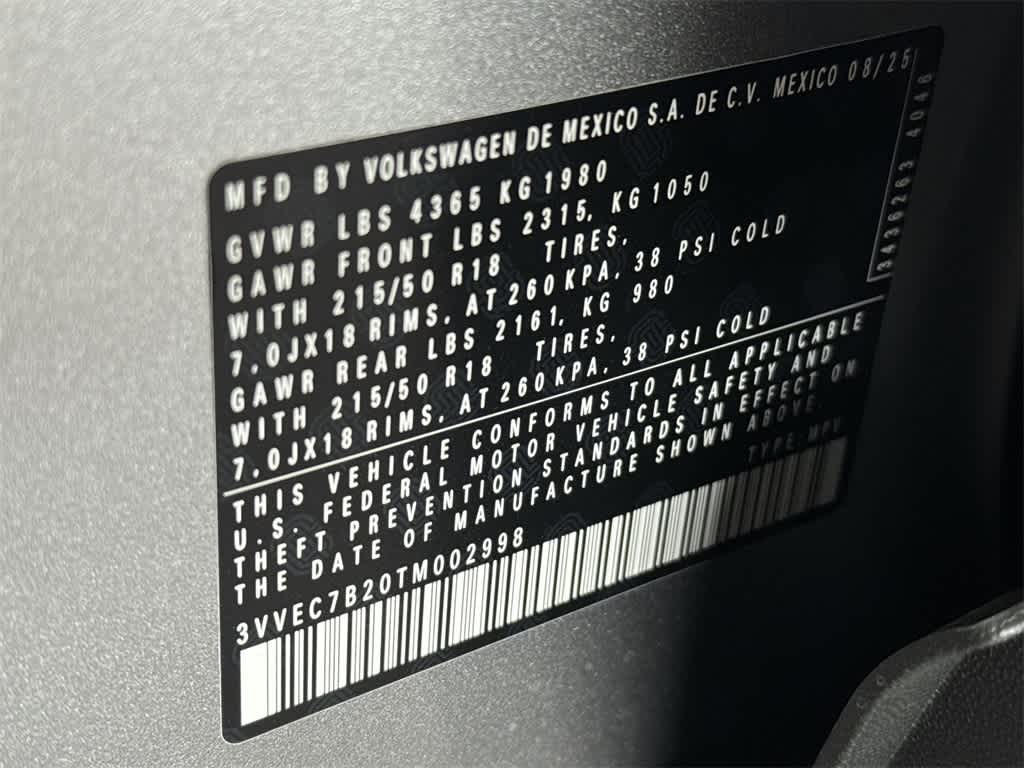 MFD BY VOLKSWAGEN DE MEXICO S.A. DE C.V. MEXICO 08/25
GVWR LBS 4365 KG 1980
GAWR FRONT LBS 2315, KG 1050
WITH 215/50 R18 TIRES,
7.0JX18 RIMS, AT 260 KPA, 38 PSI COLD
GAWR REAR LBS 2161, KG 980
WITH 215/50 R18 TIRES,
7.0JX18 RIMS, AT 260 KPA, 38 PSI COLD
THIS VEHICLE CONFORMS TO ALL APPLICABLE
U.S. FEDERAL MOTOR VEHICLE SAFETY AND
THEFT PREVENTION STANDARDS IN EFFECT ON
THE DATE OF MANUFACTURE SHOWN ABOVE.
3VVEC7B20TM002998 TYPE: MPV
3436263 4046